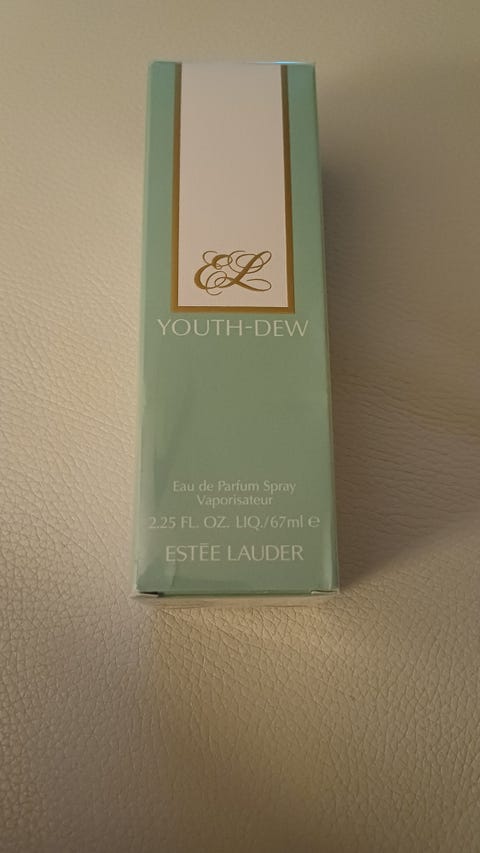 EL
YOUTH-DEW
Eau de Parfum Spray
Vaporisateur
2.25 FL. OZ. LIQ./67ml ℮
ESTĒE LAUDER